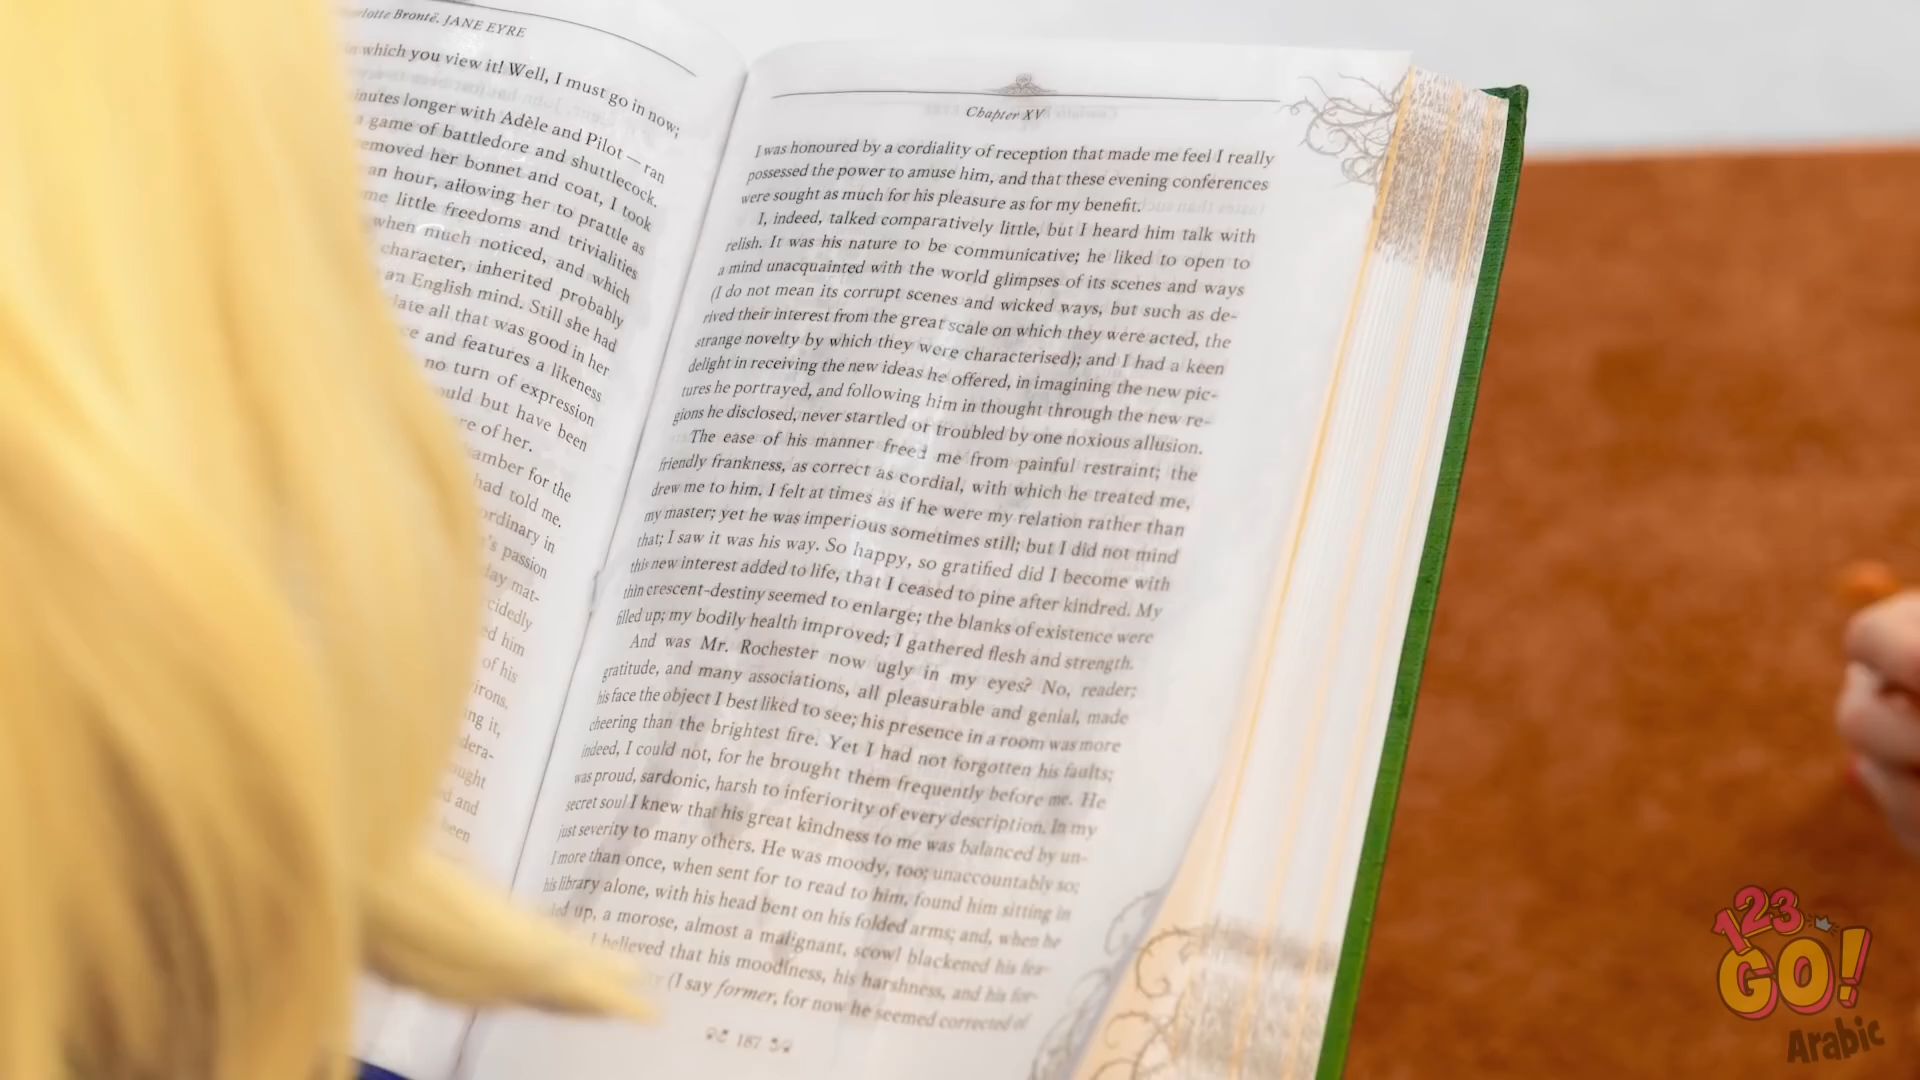 Charlotte Brontë. JANE EYRE
in which you view it! Well, I must go in now;
minutes longer with Adèle and Pilot — ran
a game of battledore and shuttlecock.
removed her bonnet and coat, I took
an hour, allowing her to prattle as
me little freedoms and trivialities
when much noticed, and which
character, inherited probably
an English mind. Still she had
all that was good in her
and features a likeness
no turn of expression
but have been
of her.
for the
had told me.
in
passion
day mat-
him
of his
irons.
it,
and
been
Chapter XV
I was honoured by a cordiality of reception that made me feel I really
possessed the power to amuse him, and that these evening conferences
were sought as much for his pleasure as for my benefit.
I, indeed, talked comparatively little, but I heard him talk with
relish. It was his nature to be communicative; he liked to open to
a mind unacquainted with the world glimpses of its scenes and ways
(I do not mean its corrupt scenes and wicked ways, but such as de-
rived their interest from the great scale on which they were acted, the
strange novelty by which they were characterised); and I had a keen
delight in receiving the new ideas he offered, in imagining the new pic-
tures he portrayed, and following him in thought through the new re-
gions he disclosed, never startled or troubled by one noxious allusion.
The ease of his manner freed me from painful restraint; the
friendly frankness, as correct as cordial, with which he treated me,
drew me to him. I felt at times as if he were my relation rather than
my master; yet he was imperious sometimes still; but I did not mind
that; I saw it was his way. So happy, so gratified did I become with
this new interest added to life, that I ceased to pine after kindred. My
thin crescent-destiny seemed to enlarge; the blanks of existence were
filled up; my bodily health improved; I gathered flesh and strength.
And was Mr. Rochester now ugly in my eyes? No, reader;
gratitude, and many associations, all pleasurable and genial, made
his face the object I best liked to see; his presence in a room was more
cheering than the brightest fire. Yet I had not forgotten his faults;
indeed, I could not, for he brought them frequently before me. He
was proud, sardonic, harsh to inferiority of every description. In my
secret soul I knew that his great kindness to me was balanced by un-
just severity to many others. He was moody, too; unaccountably so;
I more than once, when sent for to read to him, found him sitting in
his library alone, with his head bent on his folded arms; and, when he
up, a morose, almost a malignant, scowl blackened his fea-
I believed that his moodiness, his harshness, and his for-
(I say former, for now he seemed corrected of
187
123
GO!
Arabic